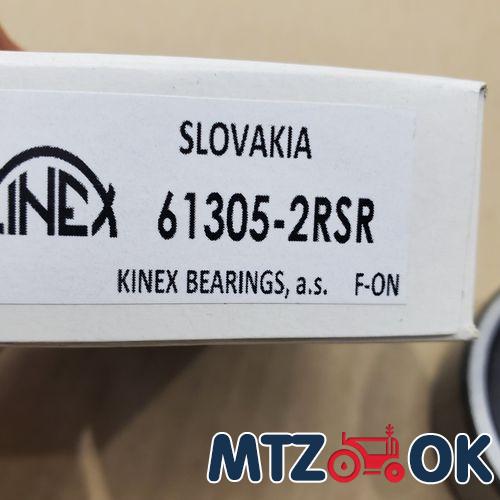 SLOVAKIA
KINEX 61305-2RSR
KINEX BEARINGS, a.s. F-ON
MTZ OK